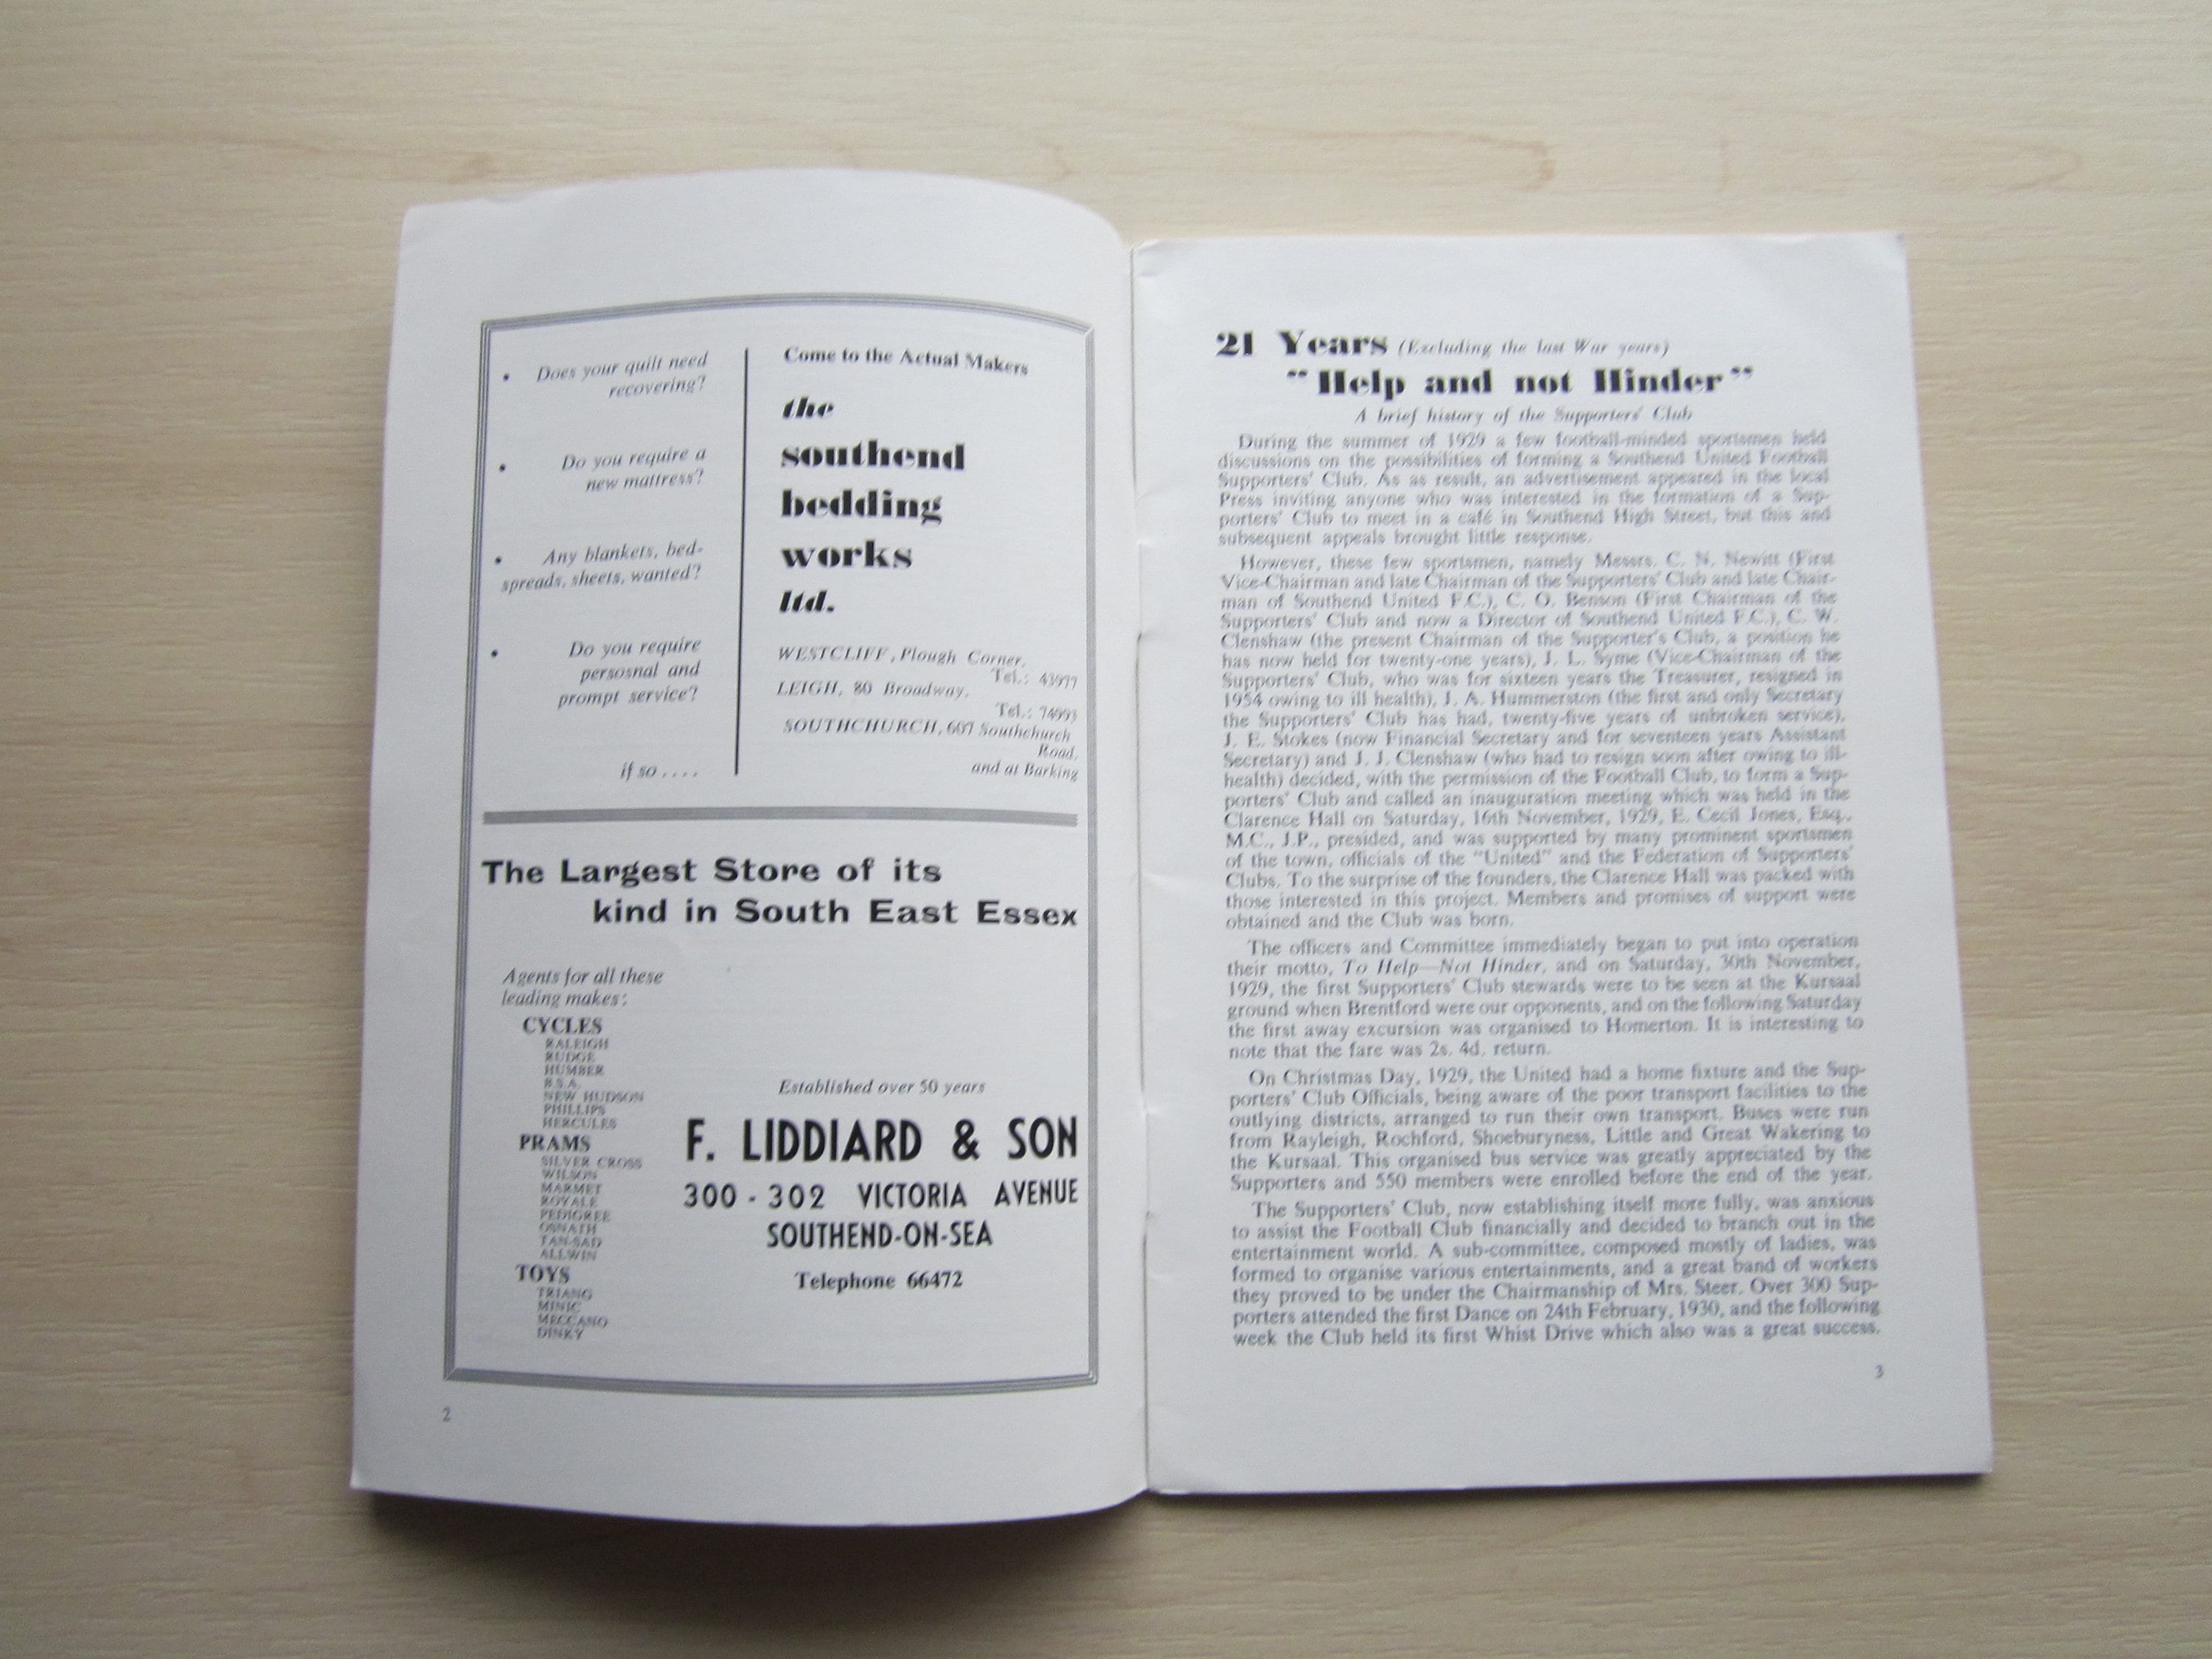 • Does your quilt need
recovering?
• Do you require a
new mattress?
• Any blankets, bed-
spreads, sheets, wanted?
• Do you require
persosnal and
prompt service?
if so ....
Come to the Actual Makers
the
southend
bedding
works
ltd.
WESTCLIFF, Plough Corner,
Tel.: 43977
LEIGH, 80 Broadway,
Tel.: 74993
SOUTHCHURCH, 607 Southchurch
Road,
and at Barking
The Largest Store of its
kind in South East Essex
Agents for all these
leading makes:
CYCLES
RALEIGH
RUDGE
HUMBER
B.S.A.
NEW HUDSON
PHILLIPS
HERCULES
PRAMS
SILVER CROSS
WILSON
MARMET
ROYALE
PEDIGREE
OSNATH
TAN-SAD
ALLWIN
TOYS
TRIANG
MINIC
MECCANO
DINKY
Established over 50 years
F. LIDDIARD & SON
300 - 302 VICTORIA AVENUE
SOUTHEND-ON-SEA
Telephone 66472
2
21 Years (Excluding the last War years)
"Help and not Hinder"
A brief history of the Supporters' Club
During the summer of 1929 a few football-minded sportsmen held
discussions on the possibilities of forming a Southend United Football
Supporters' Club. As as result, an advertisement appeared in the local
Press inviting anyone who was interested in the formation of a Sup-
porters' Club to meet in a café in Southend High Street, but this and
subsequent appeals brought little response.
However, these few sportsmen, namely Messrs. C. N. Newitt (First
Vice-Chairman and late Chairman of the Supporters' Club and late Chair-
man of Southend United F.C.), C. O. Benson (First Chairman of the
Supporters' Club and now a Director of Southend United F.C.), C. W.
Clenshaw (the present Chairman of the Supporter's Club, a position he
has now held for twenty-one years), J. L. Syme (Vice-Chairman of the
Supporters' Club, who was for sixteen years the Treasurer, resigned in
1954 owing to ill health), J. A. Hummerston (the first and only Secretary
the Supporters' Club has had, twenty-five years of unbroken service),
J. E. Stokes (now Financial Secretary and for seventeen years Assistant
Secretary) and J. J. Clenshaw (who had to resign soon after owing to ill-
health) decided, with the permission of the Football Club, to form a Sup-
porters' Club and called an inauguration meeting which was held in the
Clarence Hall on Saturday, 16th November, 1929, E. Cecil Jones, Esq.,
M.C., J.P., presided, and was supported by many prominent sportsmen
of the town, officials of the "United" and the Federation of Supporters'
Clubs. To the surprise of the founders, the Clarence Hall was packed with
those interested in this project. Members and promises of support were
obtained and the Club was born.
The officers and Committee immediately began to put into operation
their motto, To Help—Not Hinder, and on Saturday, 30th November,
1929, the first Supporters' Club stewards were to be seen at the Kursaal
ground when Brentford were our opponents, and on the following Saturday
the first away excursion was organised to Homerton. It is interesting to
note that the fare was 2s. 4d. return.
On Christmas Day, 1929, the United had a home fixture and the Sup-
porters' Club Officials, being aware of the poor transport facilities to the
outlying districts, arranged to run their own transport. Buses were run
from Rayleigh, Rochford, Shoeburyness, Little and Great Wakering to
the Kursaal. This organised bus service was greatly appreciated by the
Supporters and 550 members were enrolled before the end of the year.
The Supporters' Club, now establishing itself more fully, was anxious
to assist the Football Club financially and decided to branch out in the
entertainment world. A sub-committee, composed mostly of ladies, was
formed to organise various entertainments, and a great band of workers
they proved to be under the Chairmanship of Mrs. Steer. Over 300 Sup-
porters attended the first Dance on 24th February, 1930, and the following
week the Club held its first Whist Drive which also was a great success.
3